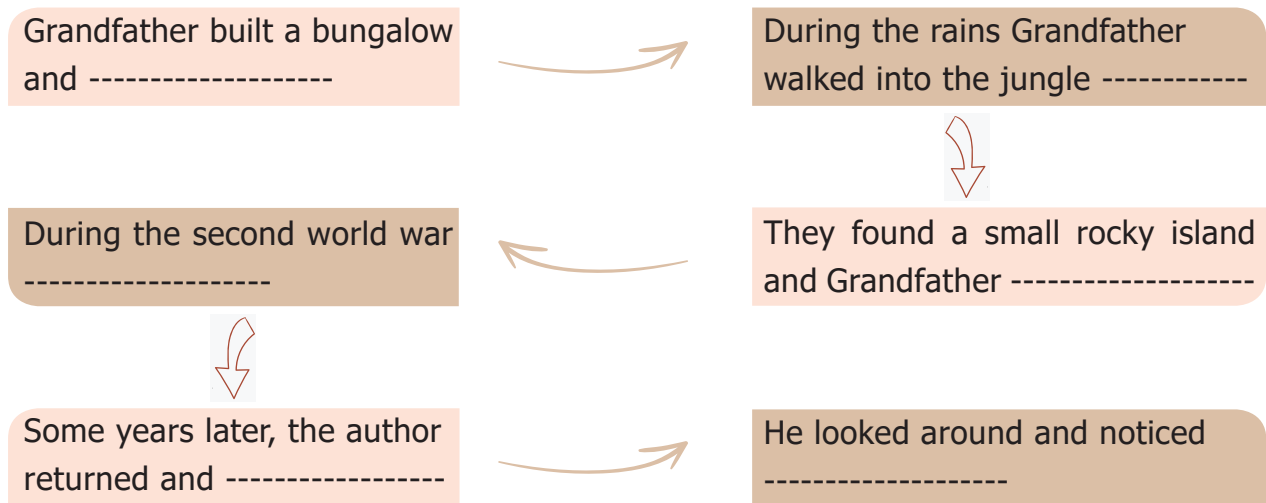 Grandfather built a bungalow
and --------------------
During the rains Grandfather
walked into the jungle ------------
They found a small rocky island
and Grandfather --------------------
During the second world war
--------------------
Some years later, the author
returned and ------------------
He looked around and noticed
--------------------